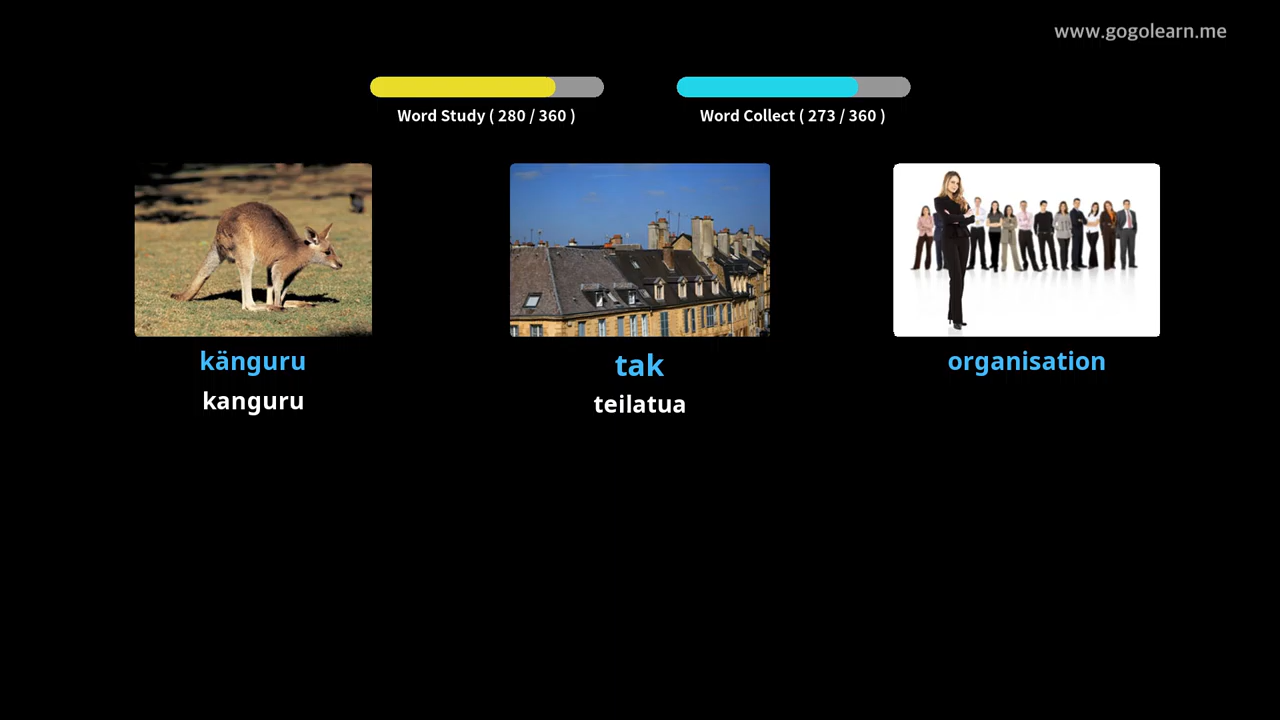 www.gogolearn.me
Word Study ( 280 / 360 )
Word Collect ( 273 / 360 )
känguru
kanguru
tak
teilatua
organisation